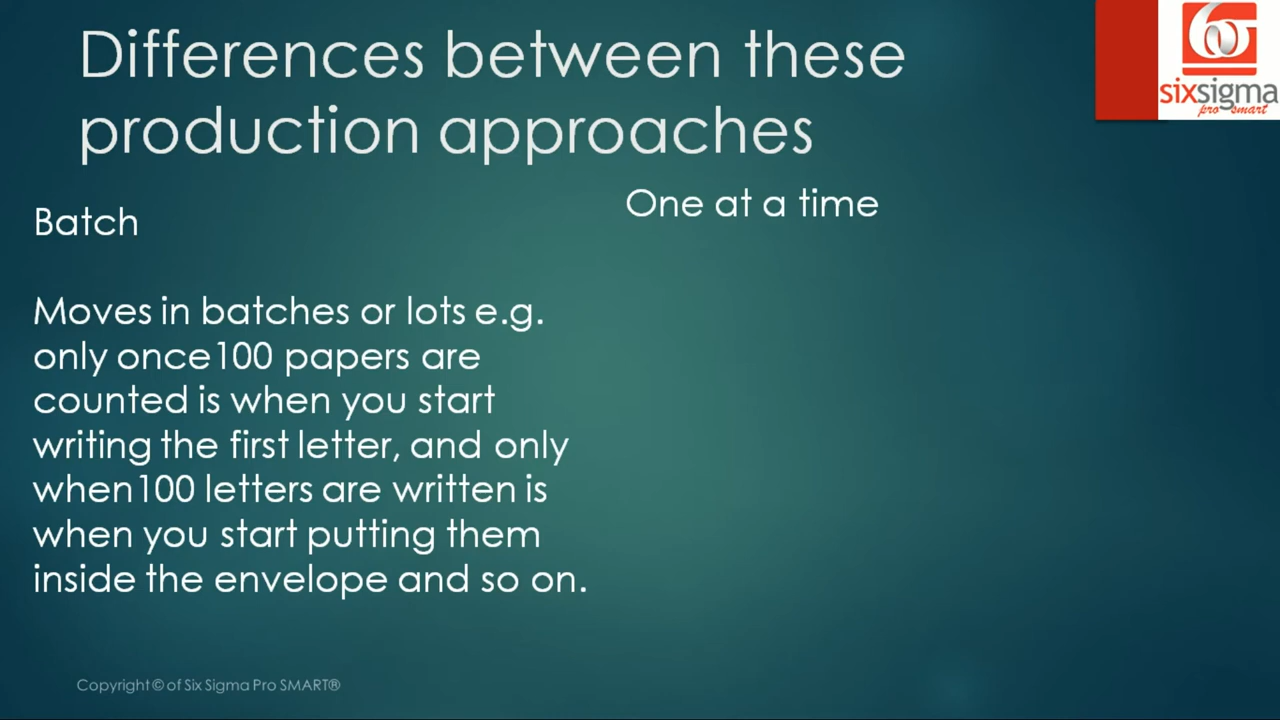 Differences between these
production approaches
6σ
sixsigma
pro smart
Batch
One at a time
Moves in batches or lots e.g.
only once100 papers are
counted is when you start
writing the first letter, and only
when100 letters are written is
when you start putting them
inside the envelope and so on.
Copyright © of Six Sigma Pro SMART®